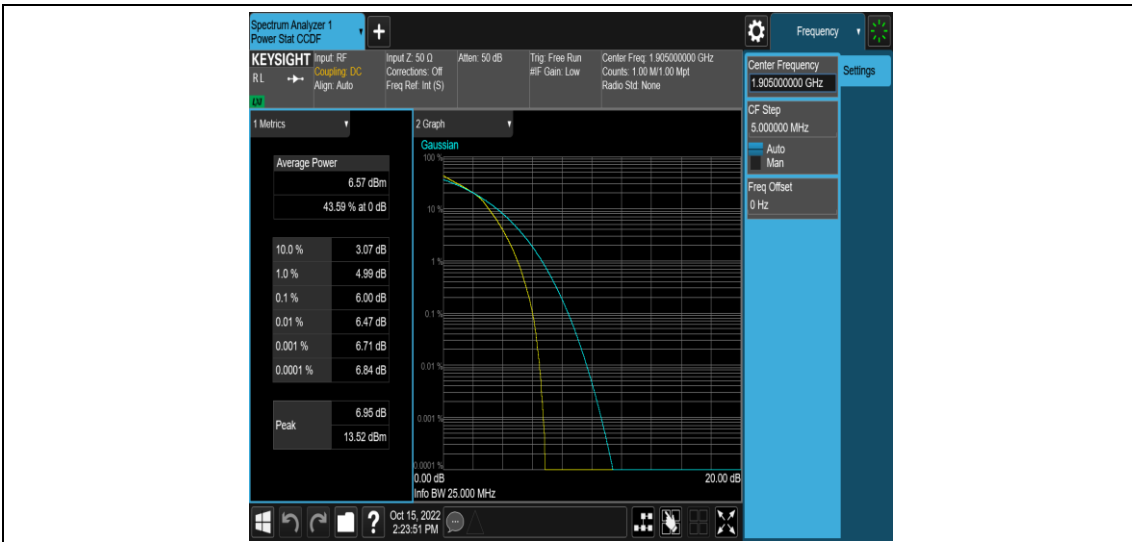 Spectrum Analyzer 1
Power Stat CCDF
+
Frequency
KEYSIGHT
RL
LXI
Input: RF
Coupling: DC
Align: Auto
Input Z: 50 Ω
Corrections: Off
Freq Ref: Int (S)
Atten: 50 dB
Trig: Free Run
#IF Gain: Low
Center Freq: 1.905000000 GHz
Counts: 1.00 M/1.00 Mpt
Radio Std: None
Center Frequency
1.905000000 GHz
Settings
CF Step
5.000000 MHz
Auto
Man
Freq Offset
0 Hz
1 Metrics
Average Power
6.57 dBm
43.59 % at 0 dB
10.0 % 3.07 dB
1.0 % 4.99 dB
0.1 % 6.00 dB
0.01 % 6.47 dB
0.001 % 6.71 dB
0.0001 % 6.84 dB
Peak
6.95 dB
13.52 dBm
2 Graph
Gaussian
100 %
10 %
1 %
0.1 %
0.01 %
0.001 %
0.0001 %
0.00 dB 20.00 dB
Info BW 25.000 MHz
?
Oct 15, 2022
2:23:51 PM